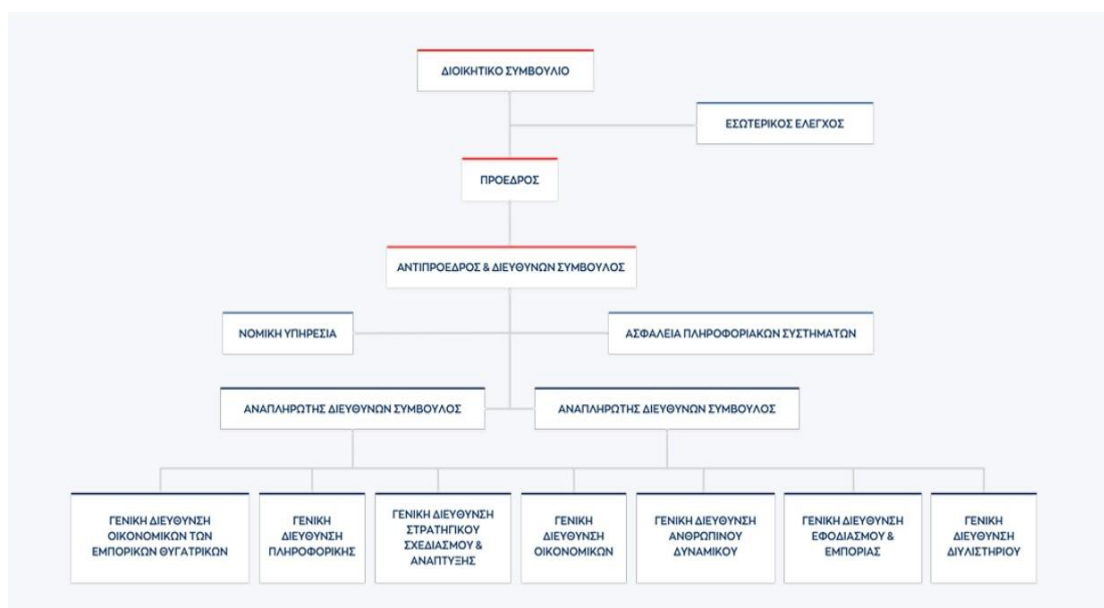 ΔΙΟΙΚΗΤΙΚΟ ΣΥΜΒΟΥΛΙΟ
ΕΣΩΤΕΡΙΚΟΣ ΕΛΕΓΧΟΣ
ΠΡΟΕΔΡΟΣ
ΑΝΤΙΠΡΟΕΔΡΟΣ & ΔΙΕΥΘΥΝΩΝ ΣΥΜΒΟΥΛΟΣ
ΝΟΜΙΚΗ ΥΠΗΡΕΣΙΑ
ΑΣΦΑΛΕΙΑ ΠΛΗΡΟΦΟΡΙΑΚΩΝ ΣΥΣΤΗΜΑΤΩΝ
ΑΝΑΠΛΗΡΩΤΗΣ ΔΙΕΥΘΥΝΩΝ ΣΥΜΒΟΥΛΟΣ
ΑΝΑΠΛΗΡΩΤΗΣ ΔΙΕΥΘΥΝΩΝ ΣΥΜΒΟΥΛΟΣ
ΓΕΝΙΚΗ ΔΙΕΥΘΥΝΣΗ
ΟΙΚΟΝΟΜΙΚΩΝ ΤΩΝ
ΕΜΠΟΡΙΚΩΝ ΘΥΓΑΤΡΙΚΩΝ
ΓΕΝΙΚΗ
ΔΙΕΥΘΥΝΣΗ
ΠΛΗΡΟΦΟΡΙΚΗΣ
ΓΕΝΙΚΗ ΔΙΕΥΘΥΝΣΗ
ΣΤΡΑΤΗΓΙΚΟΥ
ΣΧΕΔΙΑΣΜΟΥ &
ΑΝΑΠΤΥΞΗΣ
ΓΕΝΙΚΗ
ΔΙΕΥΘΥΝΣΗ
ΟΙΚΟΝΟΜΙΚΩΝ
ΓΕΝΙΚΗ ΔΙΕΥΘΥΝΣΗ
ΑΝΘΡΩΠΙΝΟΥ
ΔΥΝΑΜΙΚΟΥ
ΓΕΝΙΚΗ ΔΙΕΥΘΥΝΣΗ
ΕΦΟΔΙΑΣΜΟΥ &
ΕΜΠΟΡΙΑΣ
ΓΕΝΙΚΗ
ΔΙΕΥΘΥΝΣΗ
ΔΙΥΛΙΣΤΗΡΙΟΥ